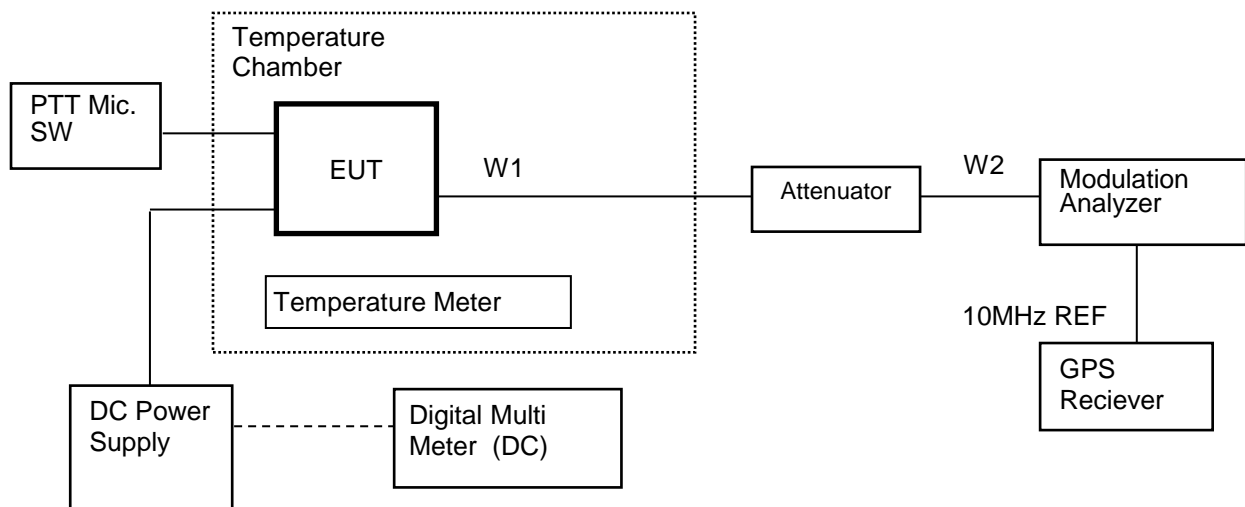 Temperature
Chamber
PTT Mic.
SW
EUT
W1
Attenuator
W2
Modulation
Analyzer
Temperature Meter
10MHz REF
GPS
Reciever
DC Power
Supply
Digital Multi
Meter (DC)